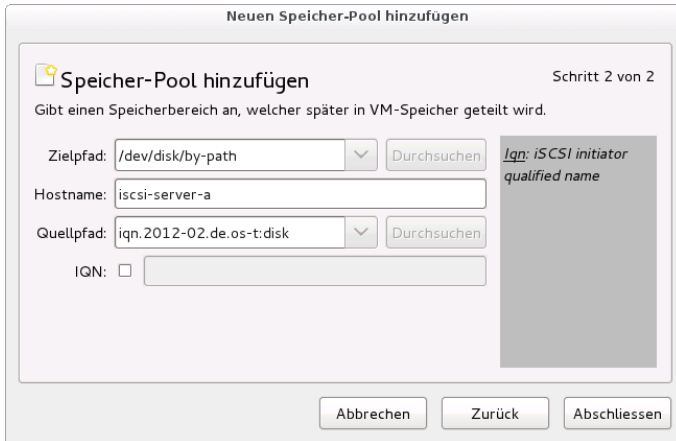 Neuen Speicher-Pool hinzufügen
Speicher-Pool hinzufügen
Schritt 2 von 2
Gibt einen Speicherbereich an, welcher später in VM-Speicher geteilt wird.
Zielpfad: /dev/disk/by-path Durchsuchen
Hostname: iscsi-server-a
Quellpfad: iqn.2012-02.de.os-t:disk Durchsuchen
IQN:
Iqn: iSCSI initiator
qualified name
Abbrechen Zurück Abschliessen